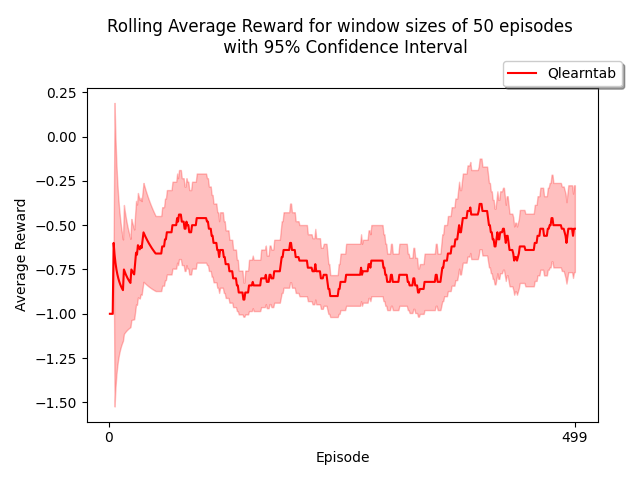 Rolling Average Reward for window sizes of 50 episodes
with 95% Confidence Interval
Qlearntab
0.25
0.00
−0.25
−0.50
−0.75
−1.00
−1.25
−1.50
Average Reward
0
499
Episode